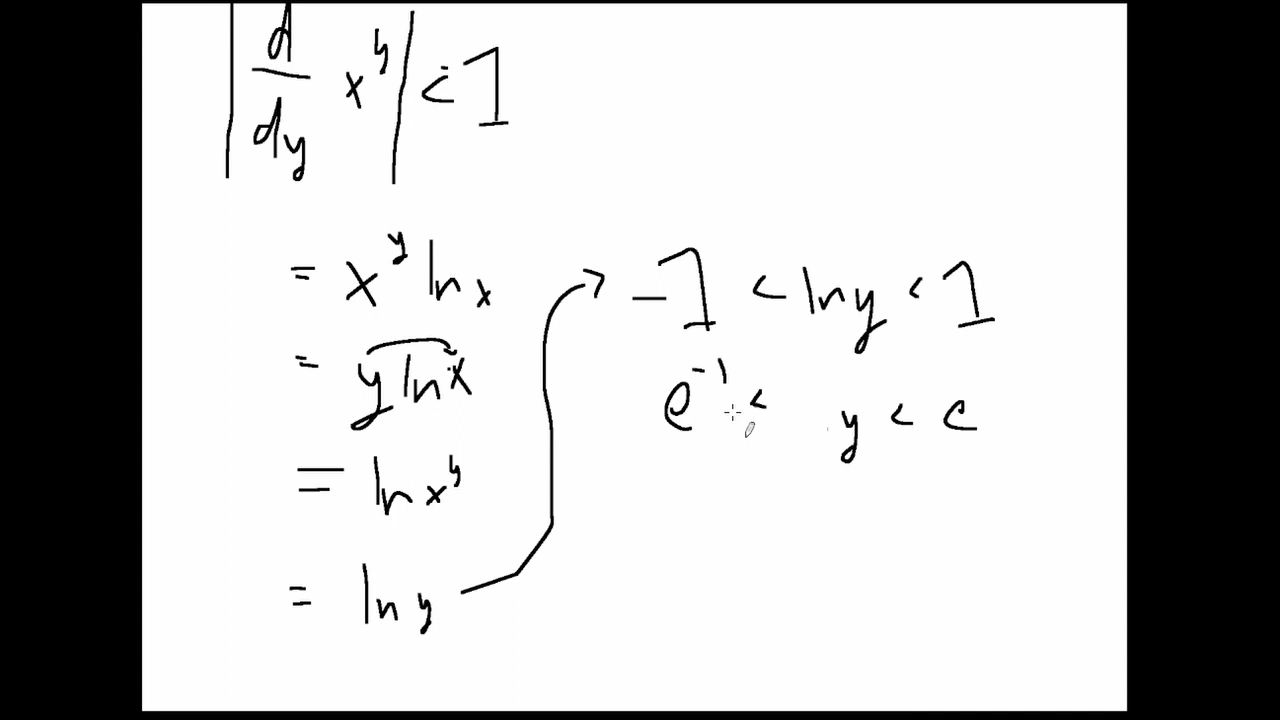 |d/dy x^y| < 1
= x^y ln x
= y ln x
= ln x^y
= ln y → -1 < ln y < 1
e^-1 < y < e